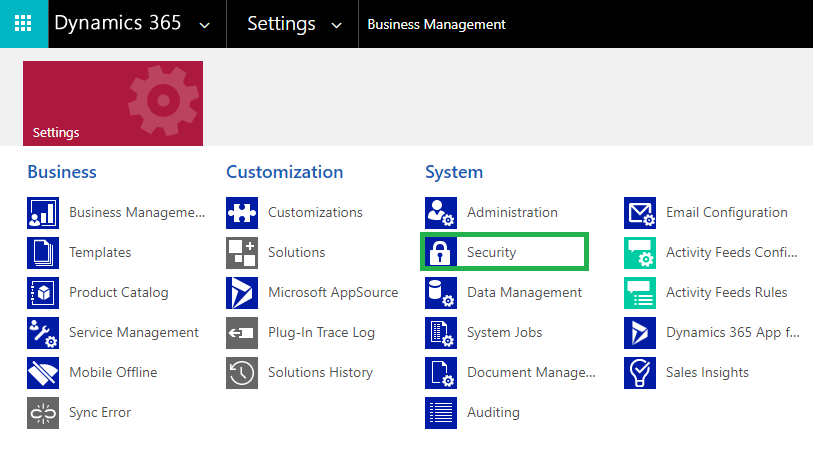 Dynamics 365
Settings
Business Management
Settings
Business
Business Manageme...
Templates
Product Catalog
Service Management
Mobile Offline
Sync Error
Customization
Customizations
Solutions
Microsoft AppSource
Plug-In Trace Log
Solutions History
System
Administration
Security
Data Management
System Jobs
Document Manage...
Auditing
Email Configuration
Activity Feeds Confi...
Activity Feeds Rules
Dynamics 365 App f...
Sales Insights